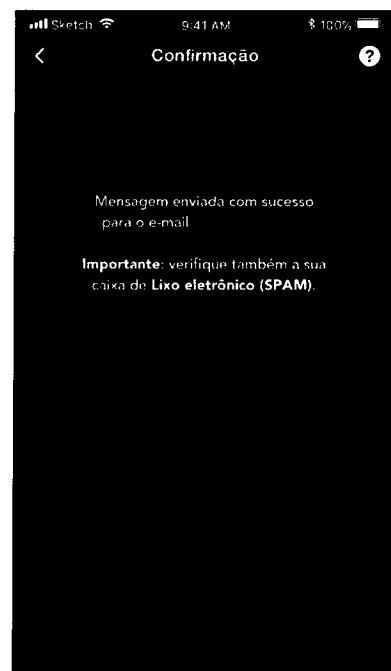 Sketch 9:41 AM 100%
Confirmação ?
Mensagem enviada com sucesso
para o e-mail
Importante: verifique também a sua
caixa de Lixo eletrônico (SPAM).